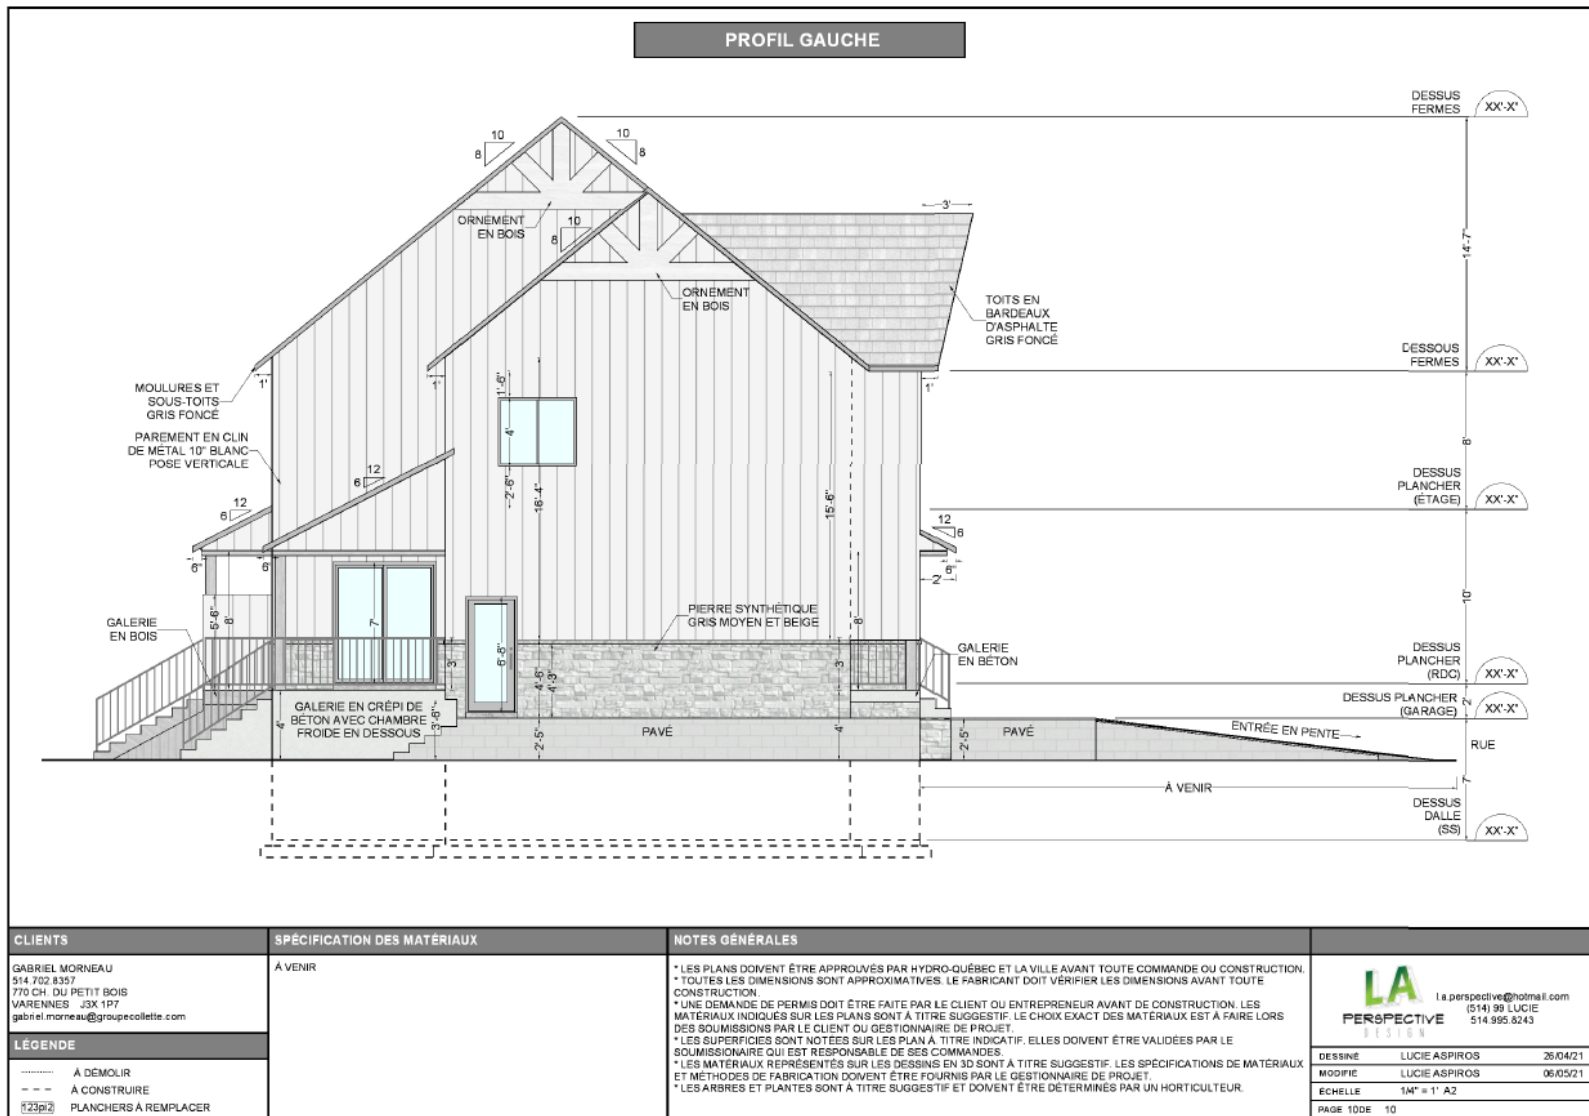 PROFIL GAUCHE
DESSUS
FERMES
XX'-X"
10
8
10
8
3'
ORNEMENT
EN BOIS
10
8
14'-7"
ORNEMENT
EN BOIS
TOITS EN
BARDEAUX
D'ASPHALTE
GRIS FONCÉ
DESSOUS
FERMES
XX'-X"
1'
1'
1'
MOULURES ET
SOUS-TOITS
GRIS FONCÉ
1'-6"
4'
2'-6"
16'-4"
15'-6"
8'
PAREMENT EN CLIN
DE MÉTAL 10" BLANC
POSE VERTICALE
12
6
DESSUS
PLANCHER
(ÉTAGE)
XX'-X"
12
6
12
6
6"
6"
6"
2'
5'-6"
8'
7'
6'-8"
8'
10'
GALERIE
EN BOIS
PIERRE SYNTHÉTIQUE
GRIS MOYEN ET BEIGE
3'
4'-6"
4'-3"
3'
GALERIE
EN BÉTON
DESSUS
PLANCHER
(RDC)
XX'-X"
DESSUS PLANCHER
(GARAGE)
XX'-X"
2'
GALERIE EN CRÉPI DE
BÉTON AVEC CHAMBRE
FROIDE EN DESSOUS
4'
3'-6"
2'-5"
PAVÉ
4'
2'-5"
PAVÉ
ENTRÉE EN PENTE
RUE
7'
À VENIR
DESSUS
DALLE
(SS)
XX'-X"
CLIENTS
GABRIEL MORNEAU
514.702.8357
770 CH. DU PETIT BOIS
VARENNES J3X 1P7
gabriel.morneau@groupecollette.com
LÉGENDE
À DÉMOLIR
À CONSTRUIRE
123pi2 PLANCHERS À REMPLACER
SPÉCIFICATION DES MATÉRIAUX
À VENIR
NOTES GÉNÉRALES
* LES PLANS DOIVENT ÊTRE APPROUVÉS PAR HYDRO-QUÉBEC ET LA VILLE AVANT TOUTE COMMANDE OU CONSTRUCTION.
* TOUTES LES DIMENSIONS SONT APPROXIMATIVES. LE FABRICANT DOIT VÉRIFIER LES DIMENSIONS AVANT TOUTE
CONSTRUCTION.
* UNE DEMANDE DE PERMIS DOIT ÊTRE FAITE PAR LE CLIENT OU ENTREPRENEUR AVANT DE CONSTRUCTION. LES
MATÉRIAUX INDIQUÉS SUR LES PLANS SONT À TITRE SUGGESTIF. LE CHOIX EXACT DES MATÉRIAUX EST À FAIRE LORS
DES SOUMISSIONS PAR LE CLIENT OU GESTIONNAIRE DE PROJET.
* LES SUPERFICIES SONT NOTÉES SUR LES PLAN À TITRE INDICATIF. ELLES DOIVENT ÊTRE VALIDÉES PAR LE
SOUMISSIONAIRE QUI EST RESPONSABLE DE SES COMMANDES.
* LES MATÉRIAUX REPRÉSENTÉS SUR LES DESSINS EN 3D SONT À TITRE SUGGESTIF. LES SPÉCIFICATIONS DE MATÉRIAUX
ET MÉTHODES DE FABRICATION DOIVENT ÊTRE FOURNIS PAR LE GESTIONNAIRE DE PROJET.
* LES ARBRES ET PLANTES SONT À TITRE SUGGESTIF ET DOIVENT ÊTRE DÉTERMINÉS PAR UN HORTICULTEUR.
LA
PERSPECTIVE
DESIGN
l.a.perspective@hotmail.com
(514) 99 LUCIE
514.995.8243
DESSINÉ LUCIE ASPIROS 26/04/21
MODIFIÉ LUCIE ASPIROS 06/05/21
ÉCHELLE 1/4" = 1' A2
PAGE 10DE 10